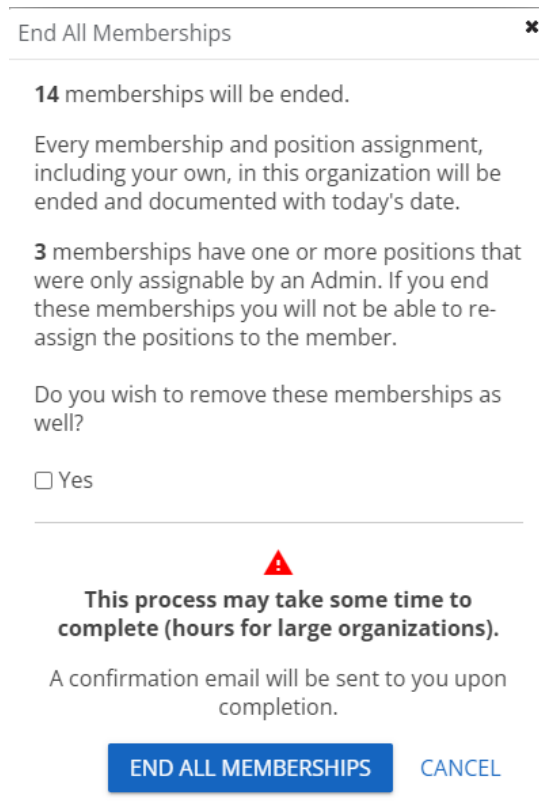 End All Memberships
14 memberships will be ended.
Every membership and position assignment,
including your own, in this organization will be
ended and documented with today's date.
3 memberships have one or more positions that
were only assignable by an Admin. If you end
these memberships you will not be able to re-
assign the positions to the member.
Do you wish to remove these memberships as
well?
Yes
This process may take some time to
complete (hours for large organizations).
A confirmation email will be sent to you upon
completion.
END ALL MEMBERSHIPS CANCEL